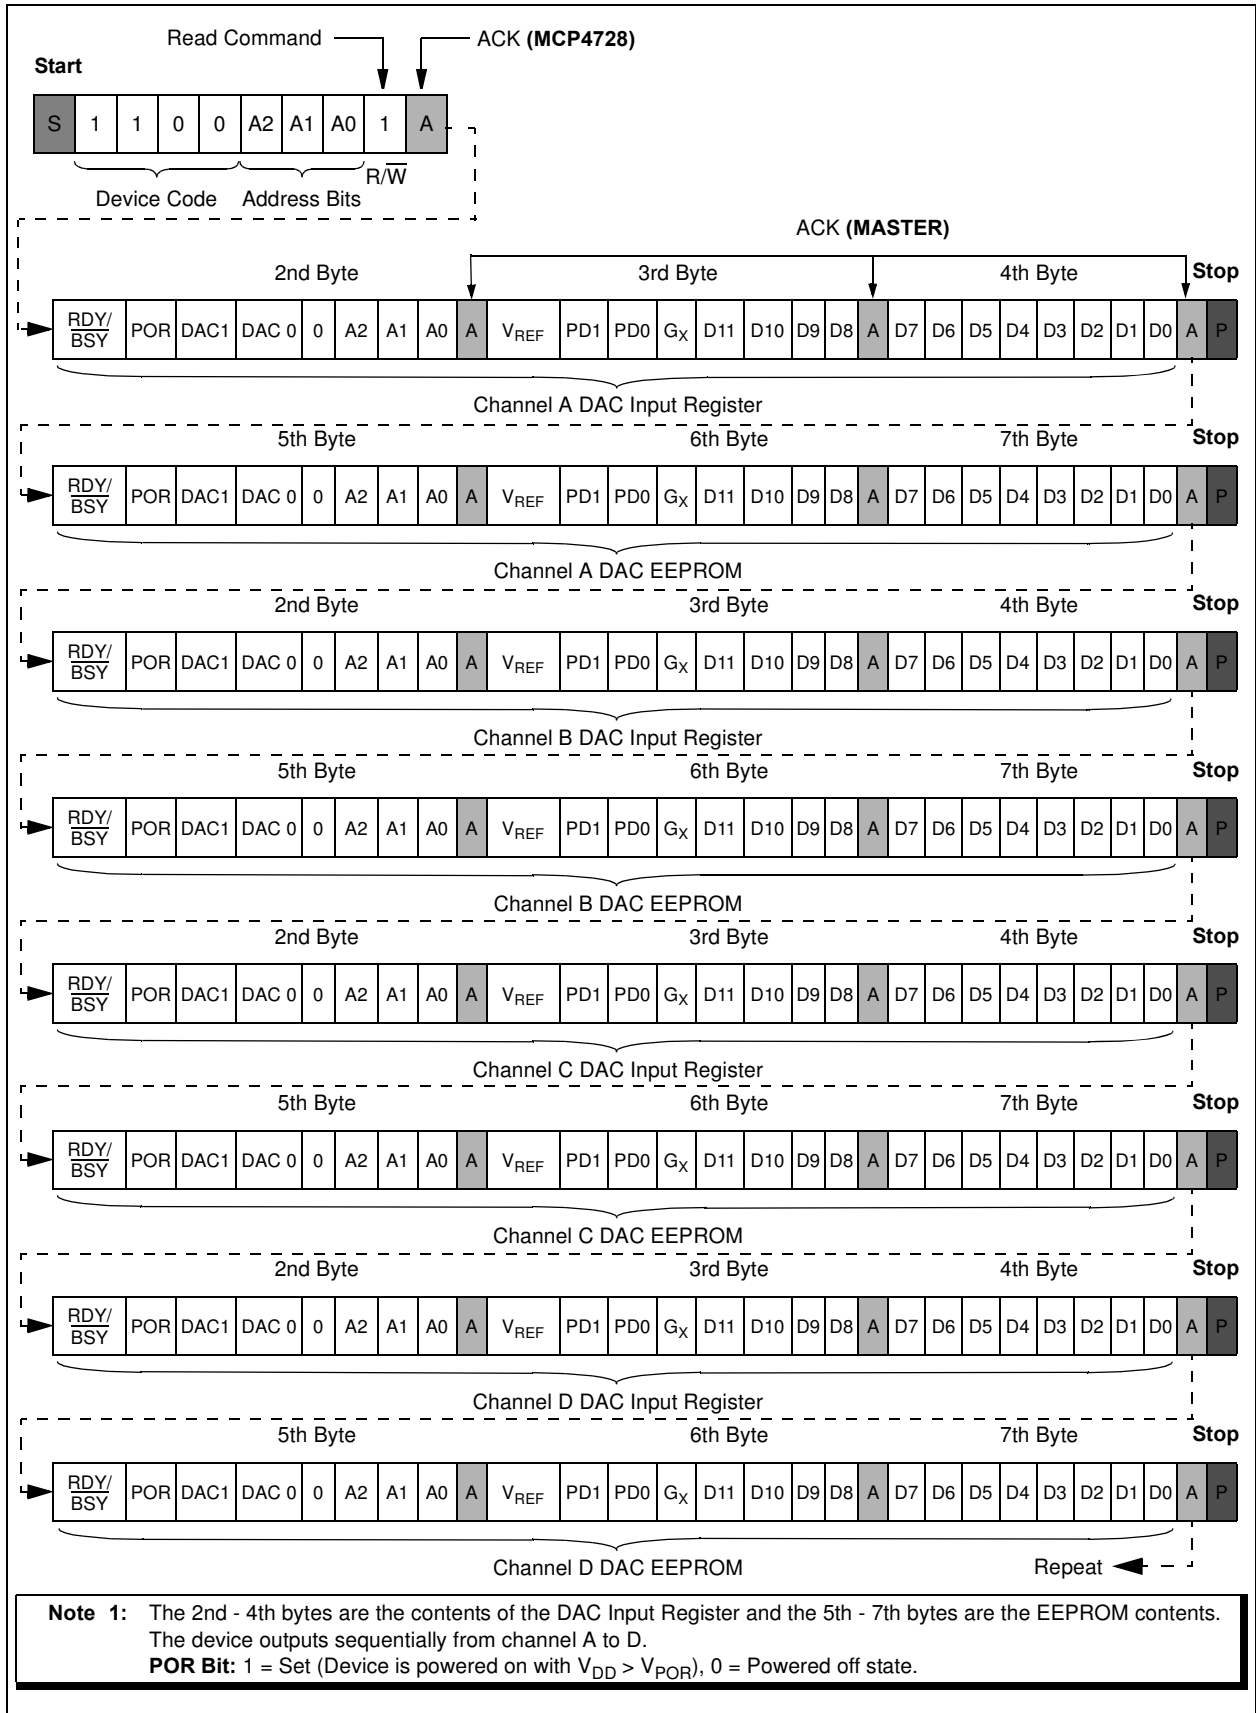 Read Command ACK (MCP4728)
Start
S 1 1 0 0 A2 A1 A0 1 A
R/W
Device Code Address Bits
ACK (MASTER)
2nd Byte 3rd Byte 4th Byte Stop
RDY/BSY POR DAC1 DAC 0 0 A2 A1 A0 A VREF PD1 PD0 GX D11 D10 D9 D8 A D7 D6 D5 D4 D3 D2 D1 D0 A P
Channel A DAC Input Register
5th Byte 6th Byte 7th Byte Stop
RDY/BSY POR DAC1 DAC 0 0 A2 A1 A0 A VREF PD1 PD0 GX D11 D10 D9 D8 A D7 D6 D5 D4 D3 D2 D1 D0 A P
Channel A DAC EEPROM
2nd Byte 3rd Byte 4th Byte Stop
RDY/BSY POR DAC1 DAC 0 0 A2 A1 A0 A VREF PD1 PD0 GX D11 D10 D9 D8 A D7 D6 D5 D4 D3 D2 D1 D0 A P
Channel B DAC Input Register
5th Byte 6th Byte 7th Byte Stop
RDY/BSY POR DAC1 DAC 0 0 A2 A1 A0 A VREF PD1 PD0 GX D11 D10 D9 D8 A D7 D6 D5 D4 D3 D2 D1 D0 A P
Channel B DAC EEPROM
2nd Byte 3rd Byte 4th Byte Stop
RDY/BSY POR DAC1 DAC 0 0 A2 A1 A0 A VREF PD1 PD0 GX D11 D10 D9 D8 A D7 D6 D5 D4 D3 D2 D1 D0 A P
Channel C DAC Input Register
5th Byte 6th Byte 7th Byte Stop
RDY/BSY POR DAC1 DAC 0 0 A2 A1 A0 A VREF PD1 PD0 GX D11 D10 D9 D8 A D7 D6 D5 D4 D3 D2 D1 D0 A P
Channel C DAC EEPROM
2nd Byte 3rd Byte 4th Byte Stop
RDY/BSY POR DAC1 DAC 0 0 A2 A1 A0 A VREF PD1 PD0 GX D11 D10 D9 D8 A D7 D6 D5 D4 D3 D2 D1 D0 A P
Channel D DAC Input Register
5th Byte 6th Byte 7th Byte Stop
RDY/BSY POR DAC1 DAC 0 0 A2 A1 A0 A VREF PD1 PD0 GX D11 D10 D9 D8 A D7 D6 D5 D4 D3 D2 D1 D0 A P
Channel D DAC EEPROM Repeat
Note 1: The 2nd - 4th bytes are the contents of the DAC Input Register and the 5th - 7th bytes are the EEPROM contents.
The device outputs sequentially from channel A to D.
POR Bit: 1 = Set (Device is powered on with VDD > VPOR), 0 = Powered off state.